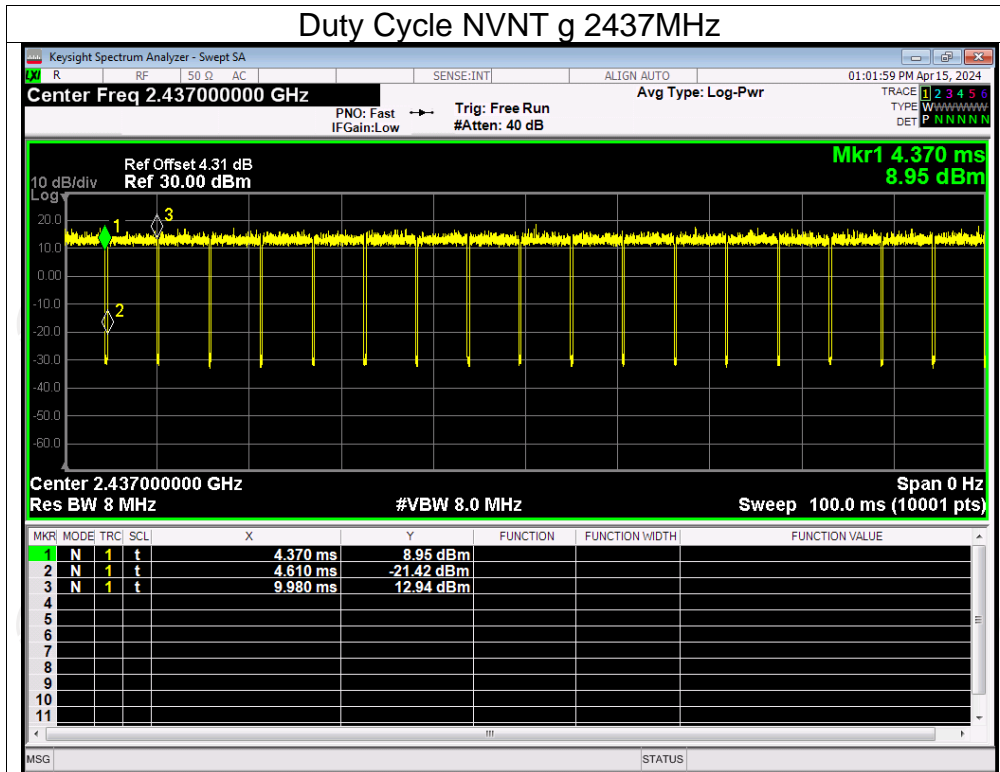 Duty Cycle NVNT g 2437MHz
Keysight Spectrum Analyzer - Swept SA
LXI R RF 50 Ω AC SENSE:INT ALIGN AUTO 01:01:59 PM Apr 15, 2024
Center Freq 2.437000000 GHz Avg Type: Log-Pwr TRACE 1 2 3 4 5 6
PNO: Fast Trig: Free Run TYPE WWWWWW
IFGain:Low #Atten: 40 dB DET P N N N N N
Mkr1 4.370 ms
Ref Offset 4.31 dB
10 dB/div Ref 30.00 dBm 8.95 dBm
Log
20.0
10.0
0.00
-10.0
-20.0
-30.0
-40.0
-50.0
-60.0
1
2
3
Center 2.437000000 GHz Span 0 Hz
Res BW 8 MHz #VBW 8.0 MHz Sweep 100.0 ms (10001 pts)
MKR MODE TRC SCL X Y FUNCTION FUNCTION WIDTH FUNCTION VALUE
1 N 1 t 4.370 ms 8.95 dBm
2 N 1 t 4.610 ms -21.42 dBm
3 N 1 t 9.980 ms 12.94 dBm
4
5
6
7
8
9
10
11
MSG STATUS